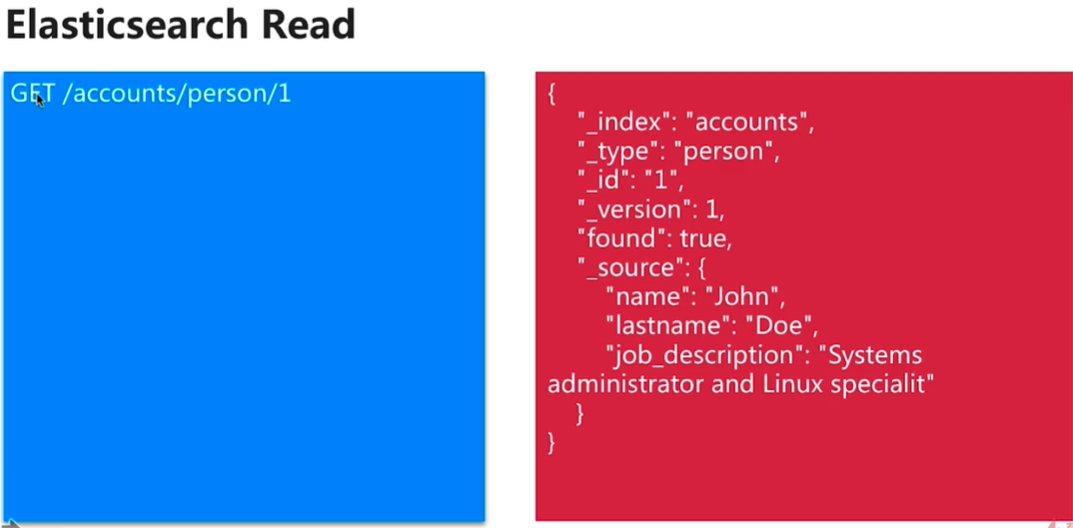 Elasticsearch Read
GET /accounts/person/1
{
"_index": "accounts",
"_type": "person",
"_id": "1",
"_version": 1,
"found": true,
"_source": {
"name": "John",
"lastname": "Doe",
"job_description": "Systems
administrator and Linux specialit"
}
}